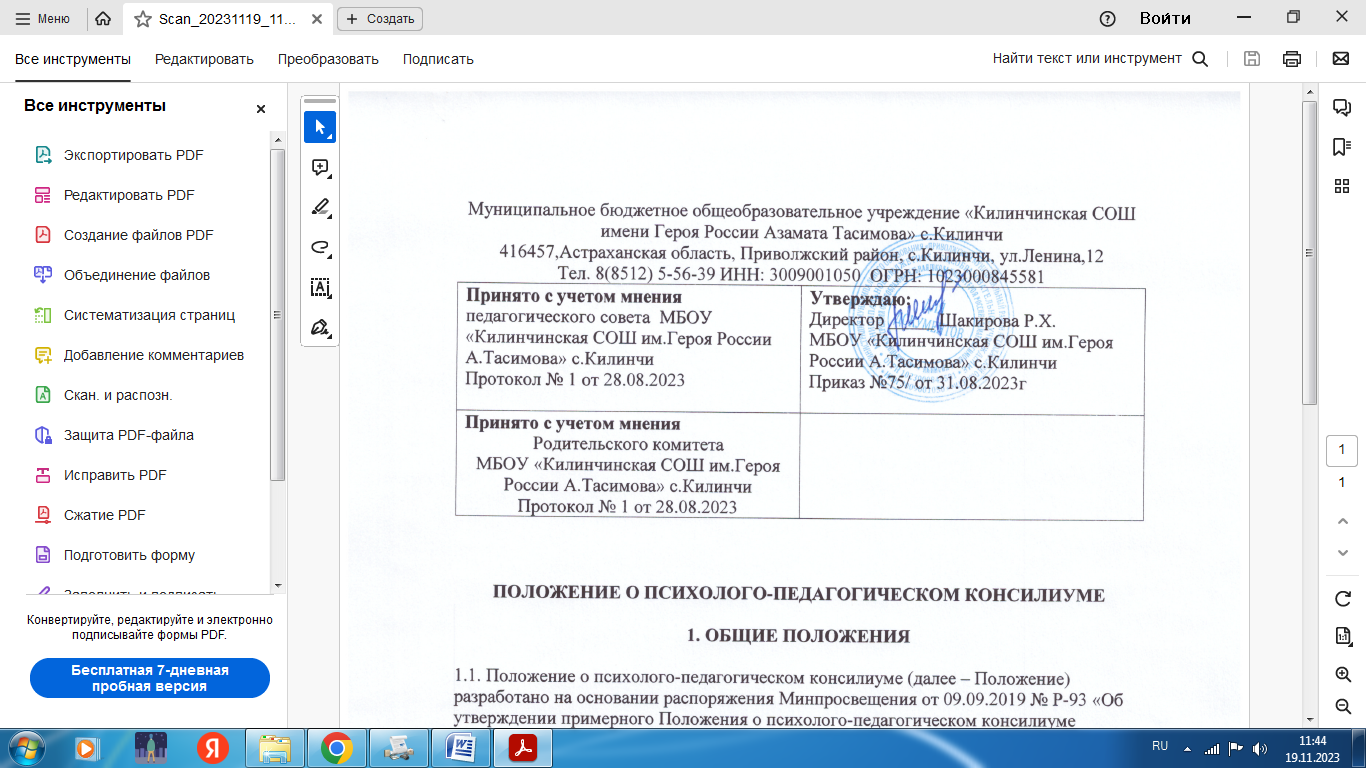 Меню
Scan_20231119_11...
Создать
Войти
Все инструменты
Редактировать
Преобразовать
Подписать
Найти текст или инструмент
Все инструменты
Экспортировать PDF
Редактировать PDF
Создание файлов PDF
Объединение файлов
Систематизация страниц
Добавление комментариев
Скан. и распозн.
Защита PDF-файла
Исправить PDF
Сжатие PDF
Подготовить форму
Заполнить и подписать
Конвертируйте, редактируйте и электронно
подписывайте формы PDF.
Бесплатная 7-дневная
пробная версия
Муниципальное бюджетное общеобразовательное учреждение «Килинчинская СОШ
имени Героя России Азамата Тасимова» с.Килинчи
416457,Астраханская область, Приволжский район, с.Килинчи, ул.Ленина,12
Тел. 8(8512) 5-56-39 ИНН: 3009001050 ОГРН: 1023000845581
Принято с учетом мнения
педагогического совета МБОУ
«Килинчинская СОШ им.Героя России
А.Тасимова» с.Килинчи
Протокол № 1 от 28.08.2023
Утверждаю:
Директор ______Шакирова Р.Х.
МБОУ «Килинчинская СОШ им.Героя
России А.Тасимова» с.Килинчи
Приказ №75/ от 31.08.2023г
Принято с учетом мнения
Родительского комитета
МБОУ «Килинчинская СОШ им.Героя
России А.Тасимова» с.Килинчи
Протокол № 1 от 28.08.2023
ПОЛОЖЕНИЕ О ПСИХОЛОГО-ПЕДАГОГИЧЕСКОМ КОНСИЛИУМЕ
1. ОБЩИЕ ПОЛОЖЕНИЯ
1.1. Положение о психолого-педагогическом консилиуме (далее – Положение)
разработано на основании распоряжения Минпросвещения от 09.09.2019 № Р-93 «Об
утверждении примерного Положения о психолого-педагогическом консилиуме
1
1
1:1
RU
11:44
19.11.2023